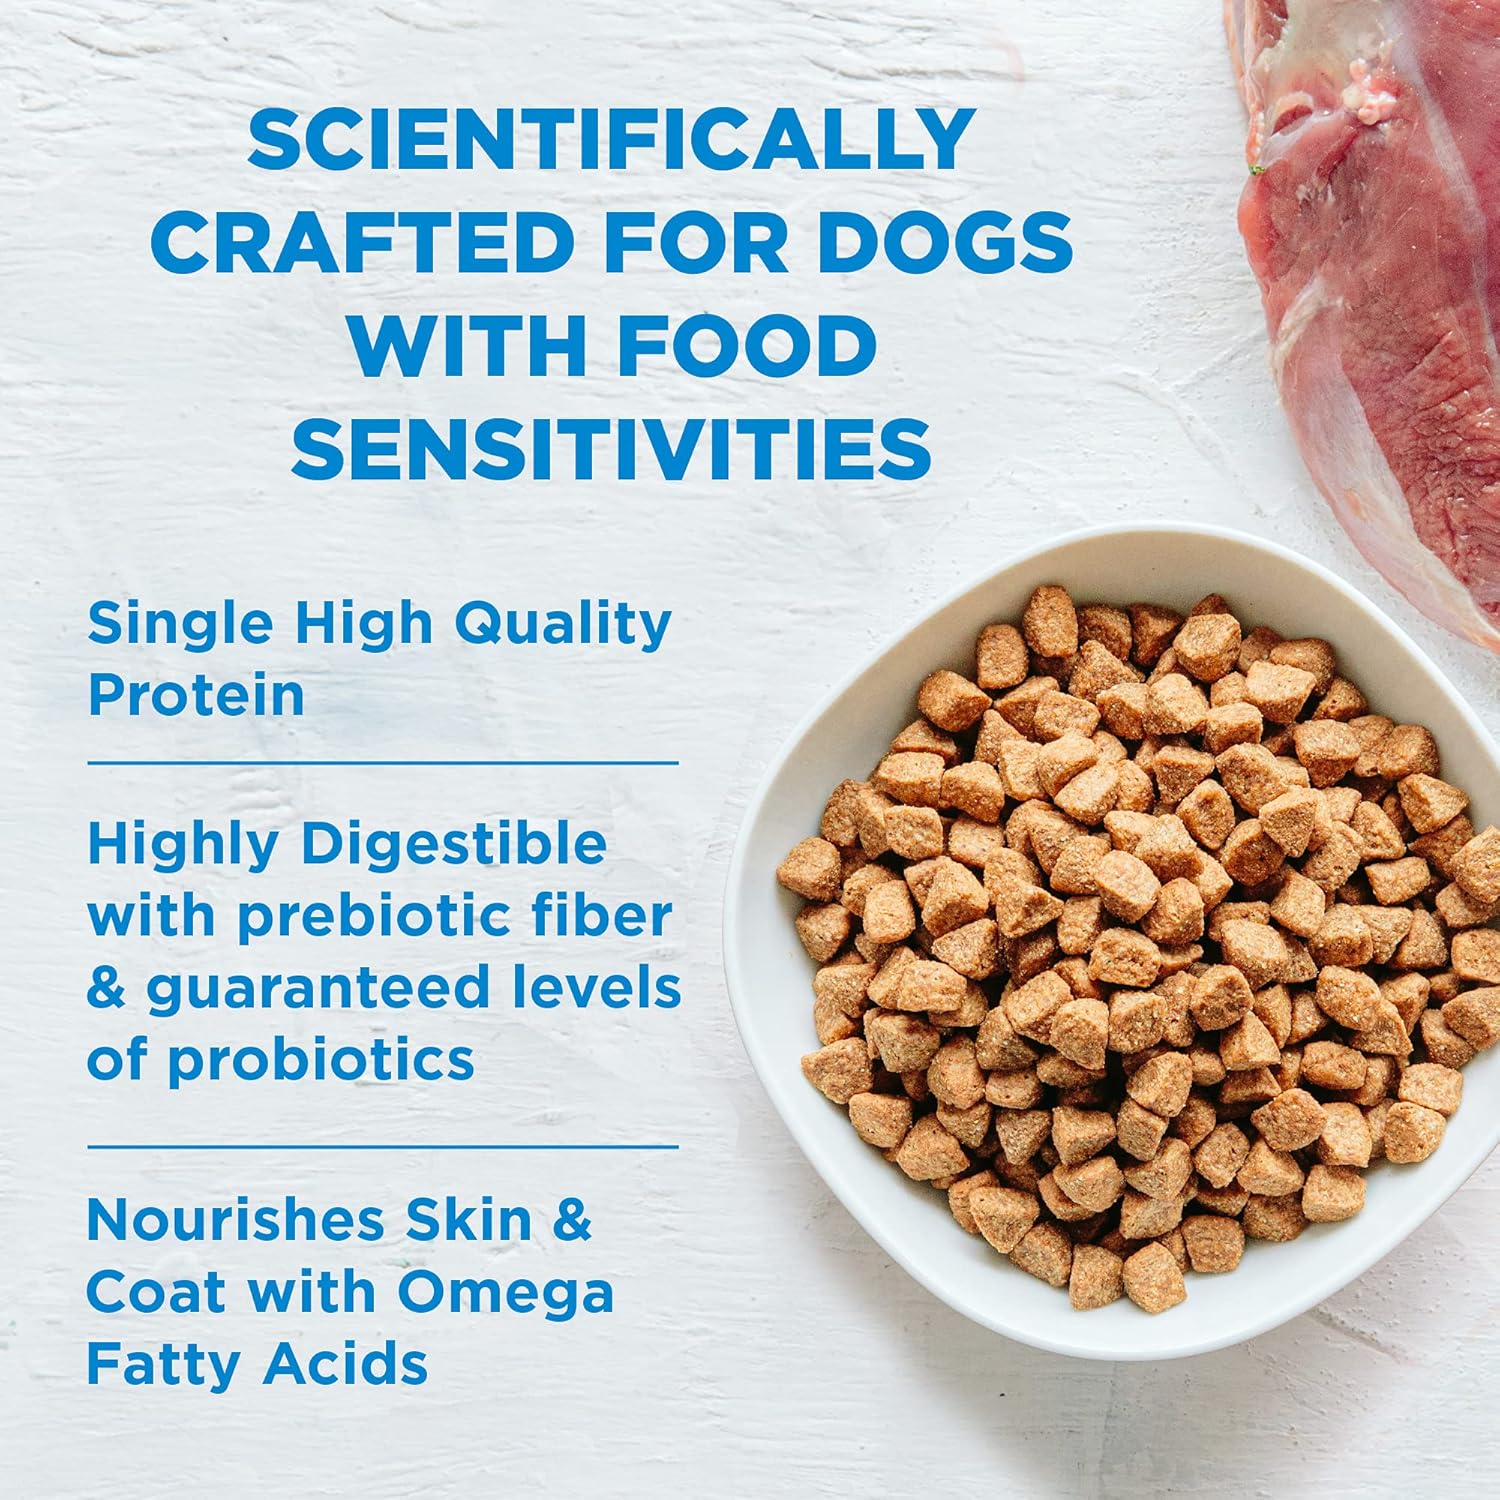 SCIENTIFICALLY
CRAFTED FOR DOGS
WITH FOOD
SENSITIVITIES
Single High Quality
Protein
Highly Digestible
with prebiotic fiber
& guaranteed levels
of probiotics
Nourishes Skin &
Coat with Omega
Fatty Acids